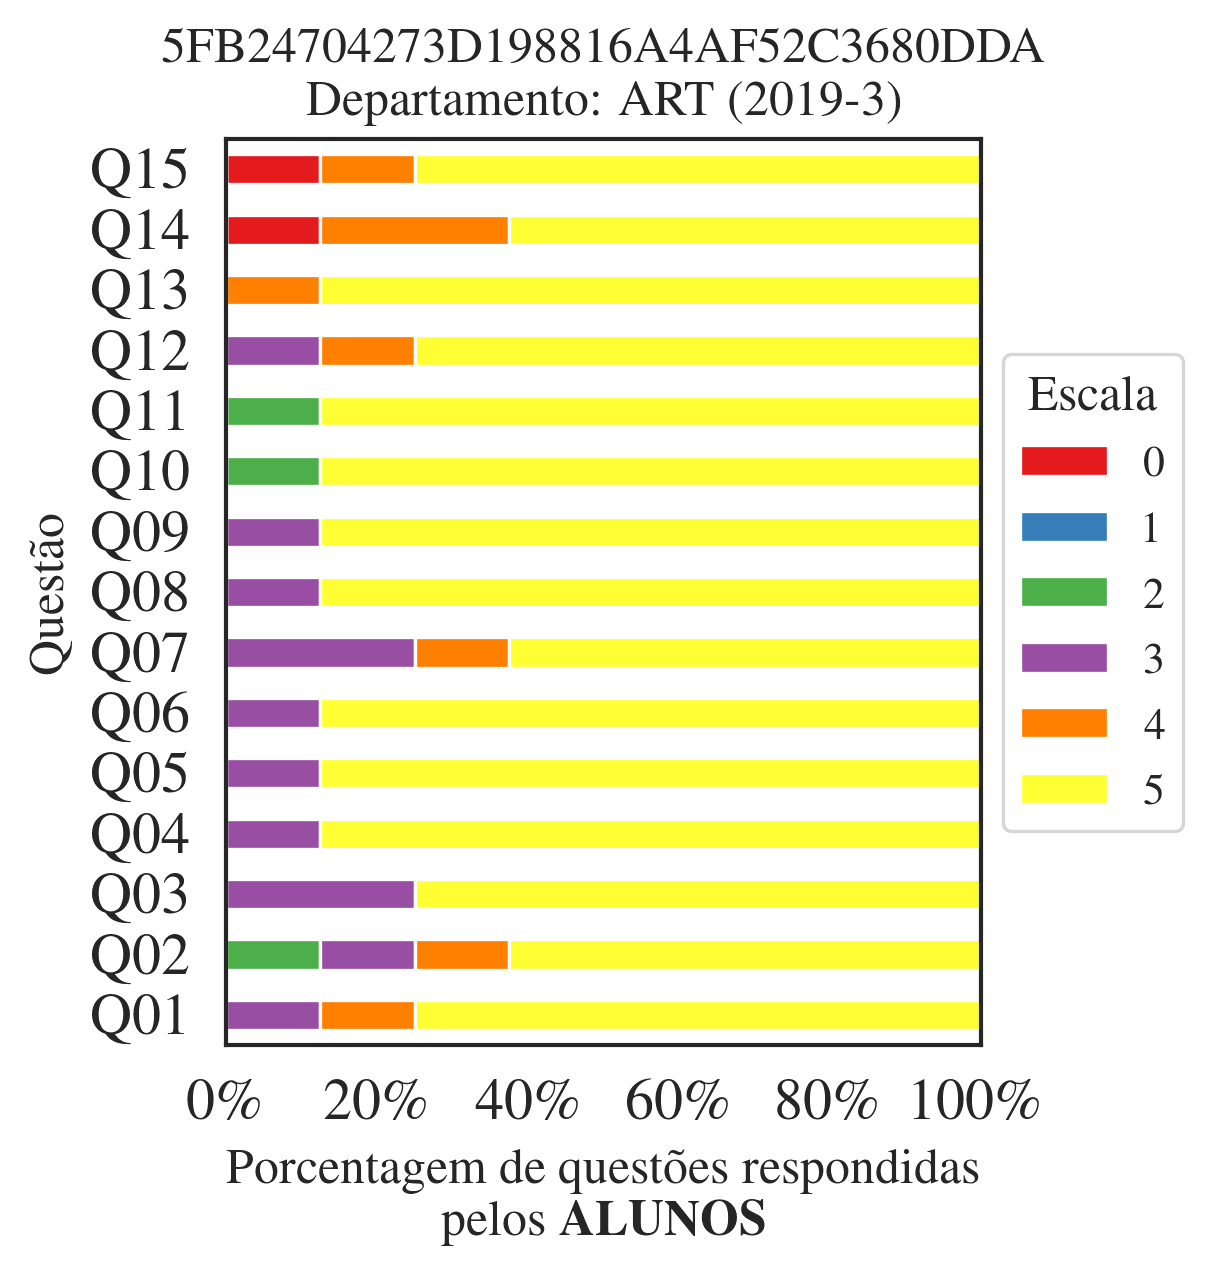 5FB24704273D198816A4AF52C3680DDA
Departamento: ART (2019-3)
Q15
Q14
Q13
Q12
Q11
Q10
Q09
Q08
Q07
Q06
Q05
Q04
Q03
Q02
Q01
Questão
0% 20% 40% 60% 80% 100%
Porcentagem de questões respondidas
pelos ALUNOS
Escala
0
1
2
3
4
5